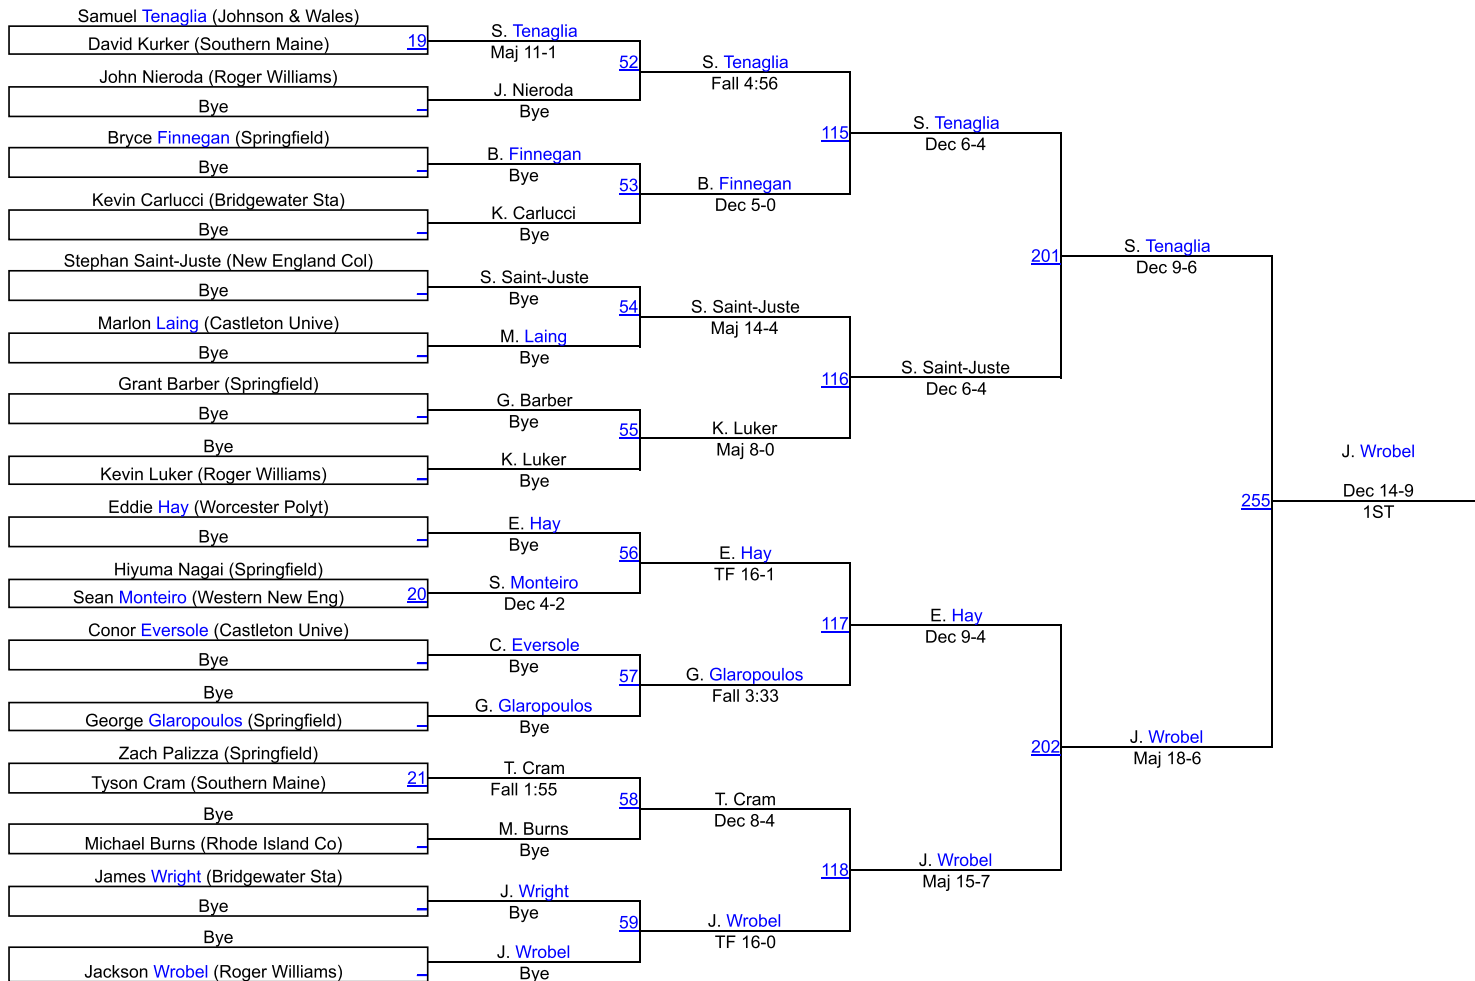 Samuel Tenaglia (Johnson & Wales)
David Kurker (Southern Maine) 19
John Nieroda (Roger Williams)
Bye
Bryce Finnegan (Springfield)
Bye
Kevin Carlucci (Bridgewater Sta)
Bye
Stephan Saint-Juste (New England Col)
Bye
Marlon Laing (Castleton Unive)
Bye
Grant Barber (Springfield)
Bye
Bye
Kevin Luker (Roger Williams)
Eddie Hay (Worcester Polyt)
Bye
Hiyuma Nagai (Springfield)
Sean Monteiro (Western New Eng) 20
Conor Eversole (Castleton Unive)
Bye
Bye
George Glaropoulos (Springfield)
Zach Palizza (Springfield)
Tyson Cram (Southern Maine) 21
Bye
Michael Burns (Rhode Island Co)
James Wright (Bridgewater Sta)
Bye
Bye
Jackson Wrobel (Roger Williams)
S. Tenaglia
Maj 11-1
52
J. Nieroda
Bye
B. Finnegan
Bye
53
K. Carlucci
Bye
S. Saint-Juste
Bye
54
M. Laing
Bye
G. Barber
Bye
55
K. Luker
Bye
E. Hay
Bye
56
S. Monteiro
Dec 4-2
C. Eversole
Bye
57
G. Glaropoulos
Bye
T. Cram
Fall 1:55
58
M. Burns
Bye
J. Wright
Bye
59
J. Wrobel
Bye
S. Tenaglia
Fall 4:56
115
B. Finnegan
Dec 5-0
S. Saint-Juste
Maj 14-4
116
K. Luker
Maj 8-0
E. Hay
TF 16-1
117
G. Glaropoulos
Fall 3:33
T. Cram
Dec 8-4
118
J. Wrobel
TF 16-0
S. Tenaglia
Dec 6-4
201
S. Saint-Juste
Dec 6-4
E. Hay
Dec 9-4
202
J. Wrobel
Maj 15-7
S. Tenaglia
Dec 9-6
255
J. Wrobel
Maj 18-6
J. Wrobel
Dec 14-9
1ST